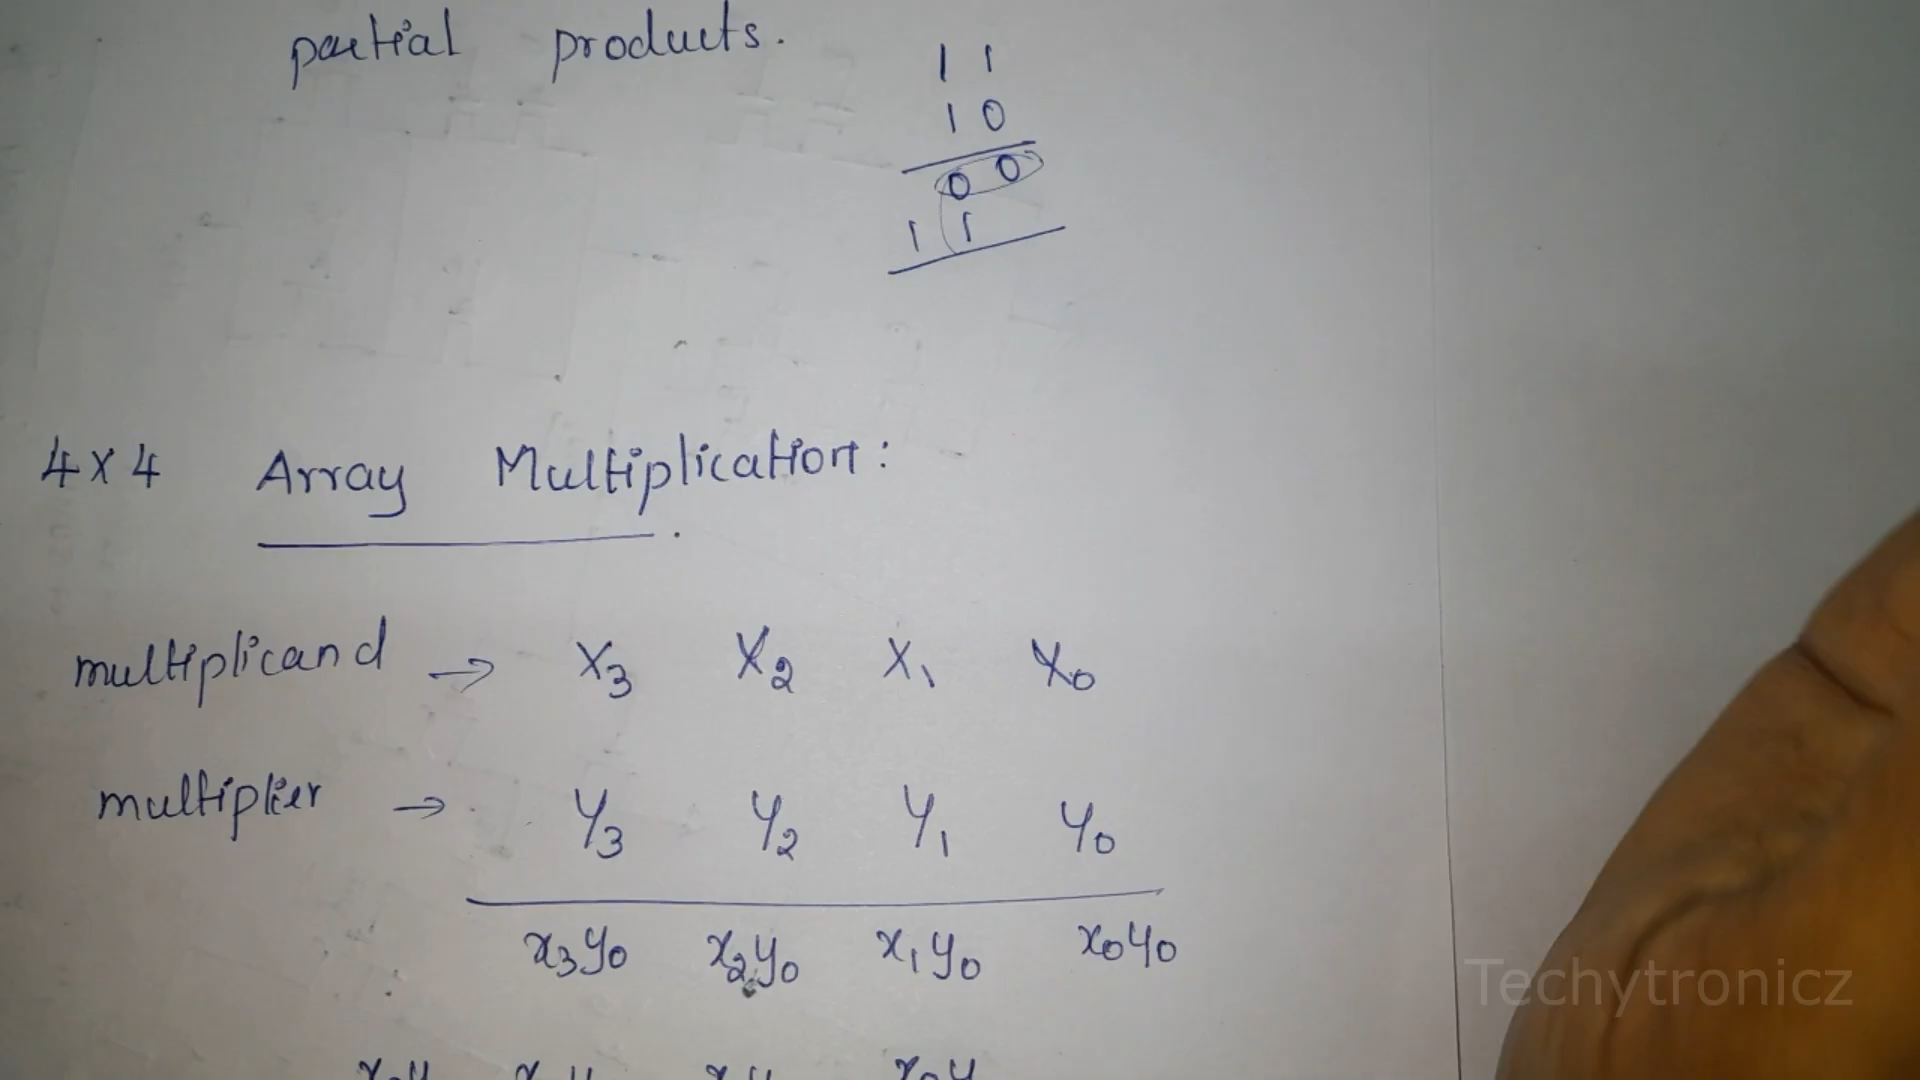 partial products.
1 1
1 0
0 0
1 1
4x4 Array Multiplication:
multiplicand → X3 X2 X1 X0
multiplier → Y3 Y2 Y1 Y0
x3y0 x2y0 x1y0 x0y0
Techytronicz